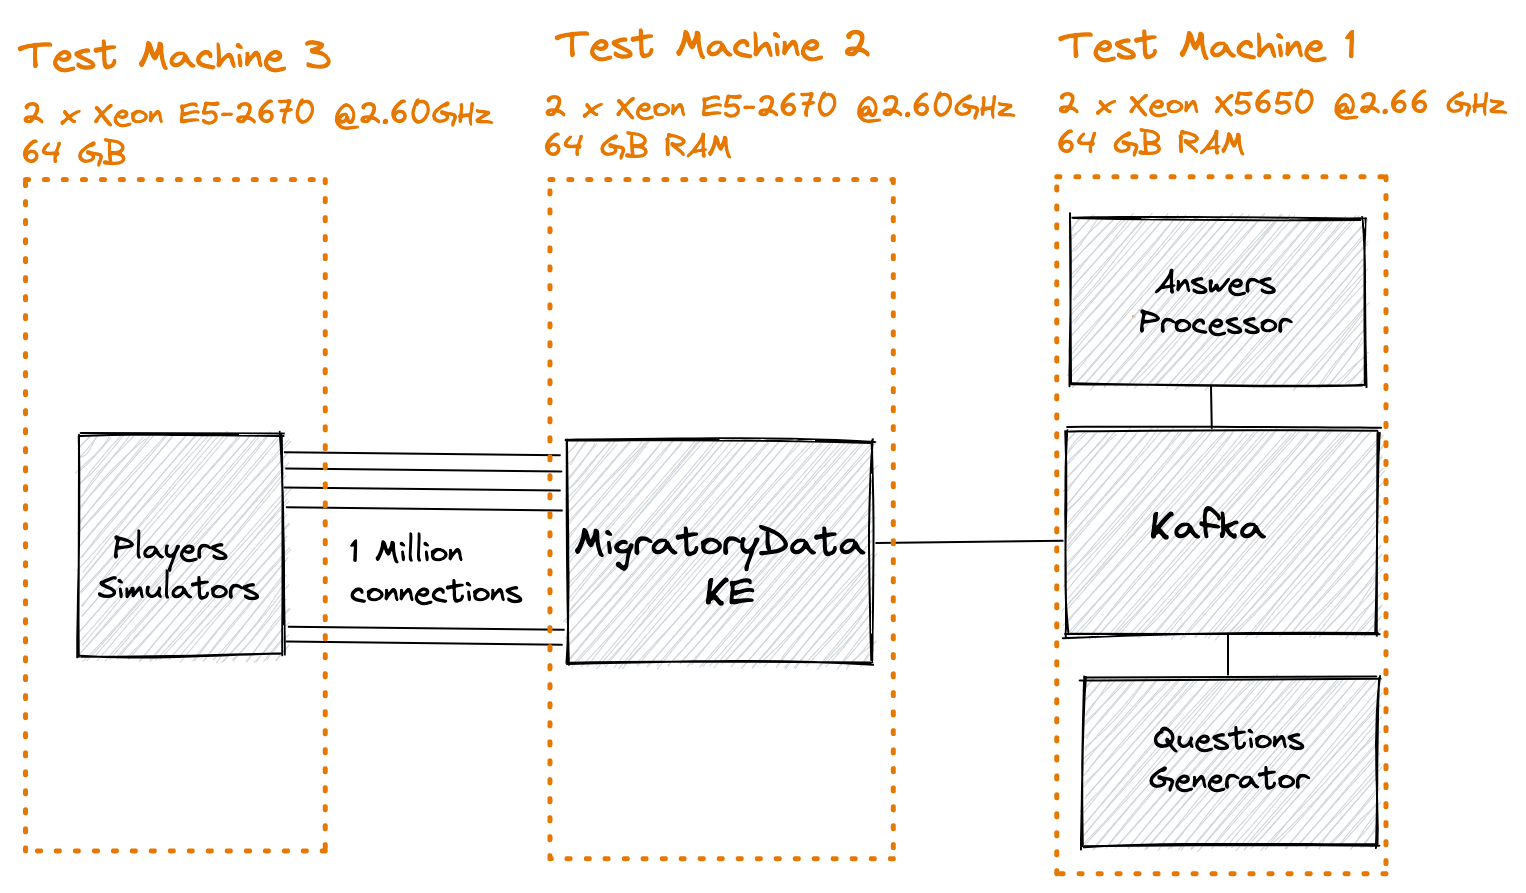 Test Machine 3
2 x Xeon E5-2670 @2.60GHz
64 GB
Test Machine 2
2 x Xeon E5-2670 @2.60GHz
64 GB RAM
Test Machine 1
2 x Xeon X5650 @2.66 GHz
64 GB RAM
Players
Simulators
1 Million
connections
MigratoryData
KE
Answers
Processor
Kafka
Questions
Generator